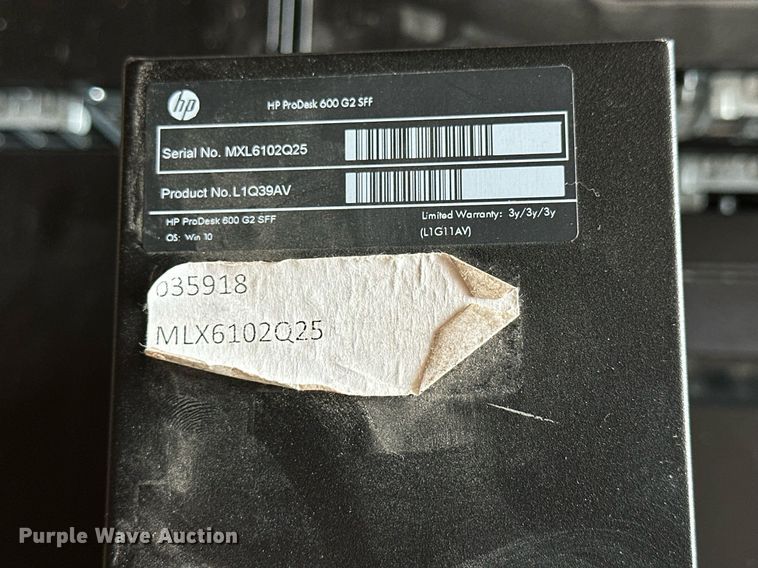 hp HP ProDesk 600 G2 SFF
Serial No. MXL6102Q25
Product No. L1Q39AV
HP ProDesk 600 G2 SFF Limited Warranty: 3y/3y/3y
OS: Win 10 (L1G11AV)
035918
MLX6102Q25
Purple Wave Auction